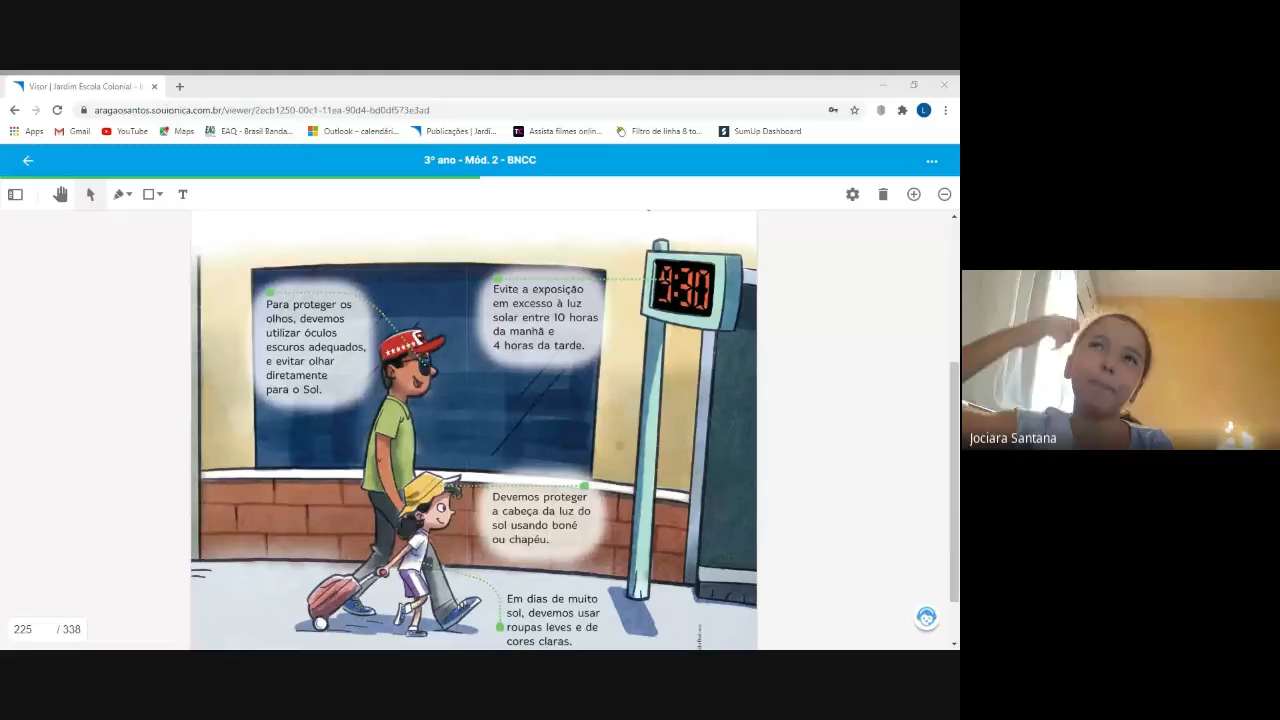 Visor | Jardim Escola Colonial - I
aragaosantos.souionica.com.br/viewer/2ecb1250-00c1-11ea-90d4-bd0df573e3ad
Apps Gmail YouTube Maps EAQ - Brasil Banda... Outlook – calendári... Publicações | Jardi... Assista filmes onlin... Filtro de linha 8 to... SumUp Dashboard
3º ano - Mód. 2 - BNCC
T
Para proteger os
olhos, devemos
utilizar óculos
escuros adequados,
e evitar olhar
diretamente
para o Sol.
Evite a exposição
em excesso à luz
solar entre 10 horas
da manhã e
4 horas da tarde.
9:30
Devemos proteger
a cabeça da luz do
sol usando boné
ou chapéu.
Em dias de muito
sol, devemos usar
roupas leves e de
cores claras.
225 / 338
Jociara Santana